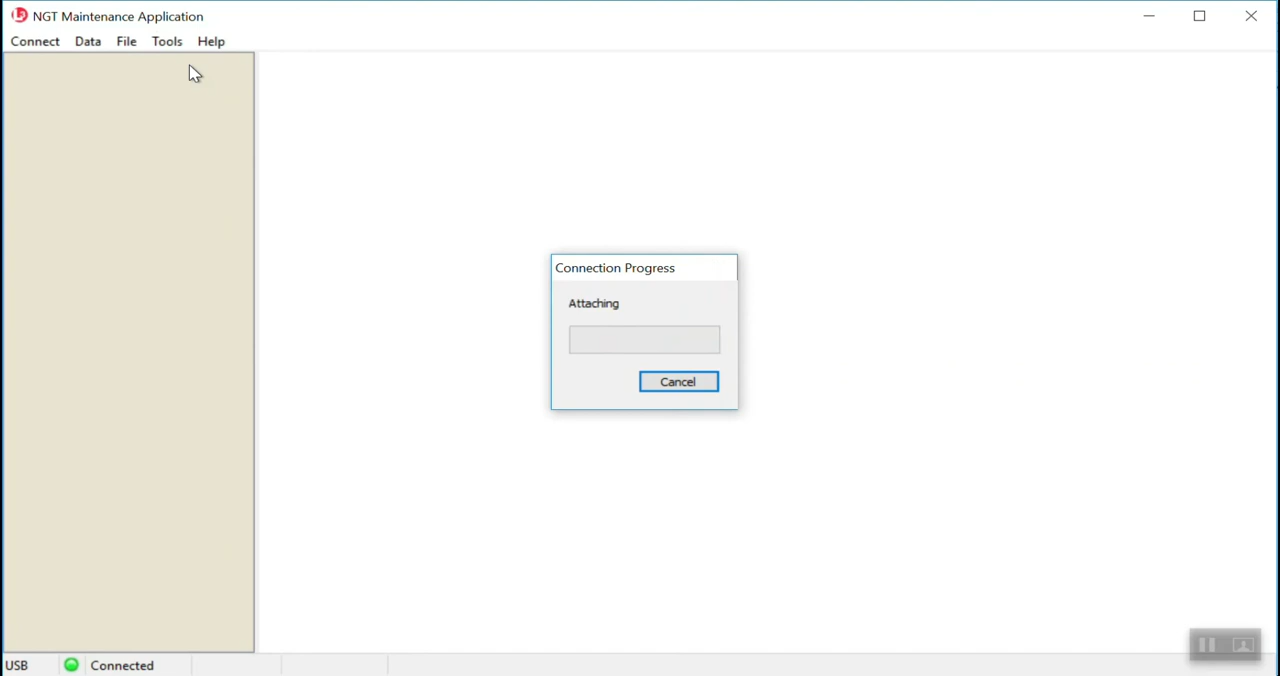 NGT Maintenance Application
Connect Data File Tools Help
Connection Progress
Attaching
Cancel
USB Connected